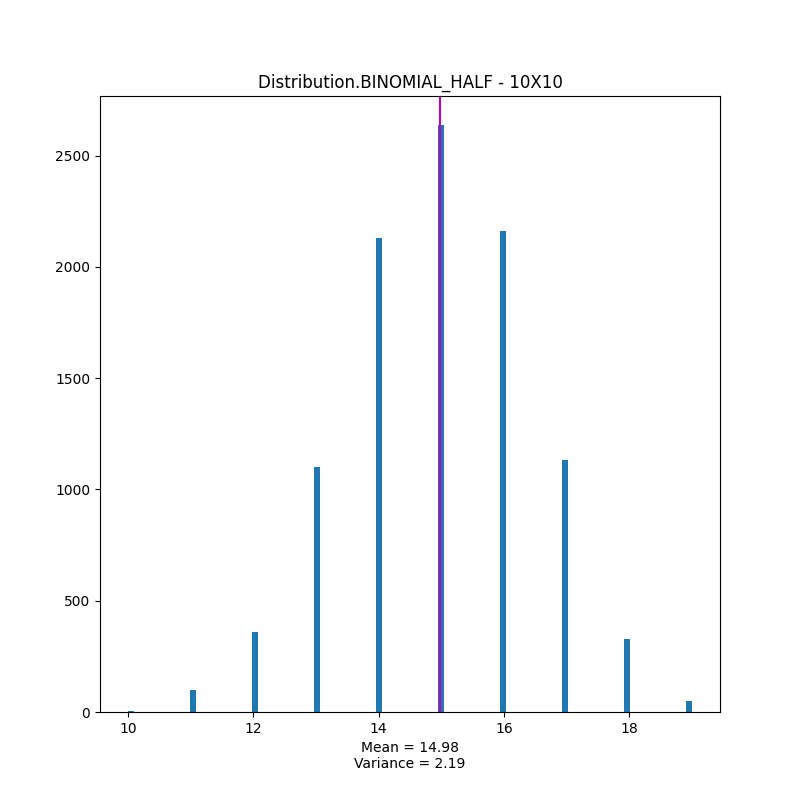 Distribution.BINOMIAL_HALF - 10X10
2500
2000
1500
1000
500
0
10 12 14 16 18
Mean = 14.98
Variance = 2.19